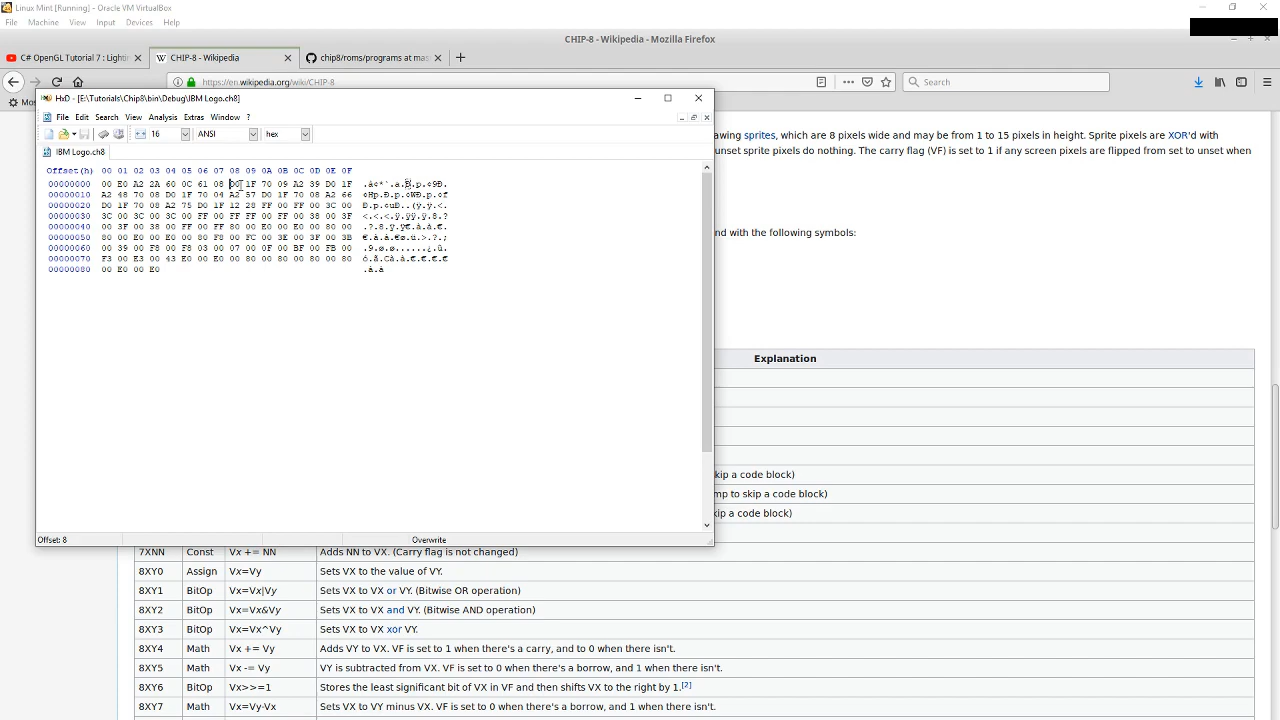 Linux Mint [Running] - Oracle VM VirtualBox
File Machine View Input Devices Help
CHIP-8 - Wikipedia - Mozilla Firefox
C# OpenGL Tutorial 7 : Lighti
CHIP-8 - Wikipedia
chip8/roms/programs at mas
https://en.wikipedia.org/wiki/CHIP-8
Search
Mos
HxD - [E:\Tutorials\Chip8\bin\Debug\IBM Logo.ch8]
File Edit Search View Analysis Extras Window ?
16 ANSI hex
IBM Logo.ch8
Offset(h) 00 01 02 03 04 05 06 07 08 09 0A 0B 0C 0D 0E 0F
00000000 00 E0 A2 2A 60 0C 61 08 D0 1F 70 09 A2 39 D0 1F
00000010 A2 48 70 08 D0 1F 70 04 A2 57 D0 1F 70 08 A2 66
00000020 D0 1F 70 08 A2 75 D0 1F 12 28 FF 00 FF 00 3C 00
00000030 3C 00 3C 00 3C 00 FF 00 FF FF 00 FF 00 38 00 3F
00000040 00 3F 00 38 00 FF 00 FF 80 00 E0 00 E0 00 80 00
00000050 80 00 E0 00 E0 00 80 F8 00 FC 00 3E 00 3F 00 3B
00000060 00 39 00 F8 00 F8 03 00 07 00 0F 00 BF 00 FB 00
00000070 F3 00 E3 00 43 E0 00 E0 00 80 00 80 00 80 00 80
00000080 00 E0 00 E0
Offset: 8 Overwrite
awing sprites, which are 8 pixels wide and may be from 1 to 15 pixels in height. Sprite pixels are XOR'd with
unset sprite pixels do nothing. The carry flag (VF) is set to 1 if any screen pixels are flipped from set to unset when
nd with the following symbols:
Explanation
kip a code block)
mp to skip a code block)
kip a code block)
7XNN Const Vx += NN Adds NN to VX. (Carry flag is not changed)
8XY0 Assign Vx=Vy Sets VX to the value of VY.
8XY1 BitOp Vx=Vx|Vy Sets VX to VX or VY. (Bitwise OR operation)
8XY2 BitOp Vx=Vx&Vy Sets VX to VX and VY. (Bitwise AND operation)
8XY3 BitOp Vx=Vx^Vy Sets VX to VX xor VY.
8XY4 Math Vx += Vy Adds VY to VX. VF is set to 1 when there's a carry, and to 0 when there isn't.
8XY5 Math Vx -= Vy VY is subtracted from VX. VF is set to 0 when there's a borrow, and 1 when there isn't.
8XY6 BitOp Vx>>=1 Stores the least significant bit of VX in VF and then shifts VX to the right by 1.[2]
8XY7 Math Vx=Vy-Vx Sets VX to VY minus VX. VF is set to 0 when there's a borrow, and 1 when there isn't.